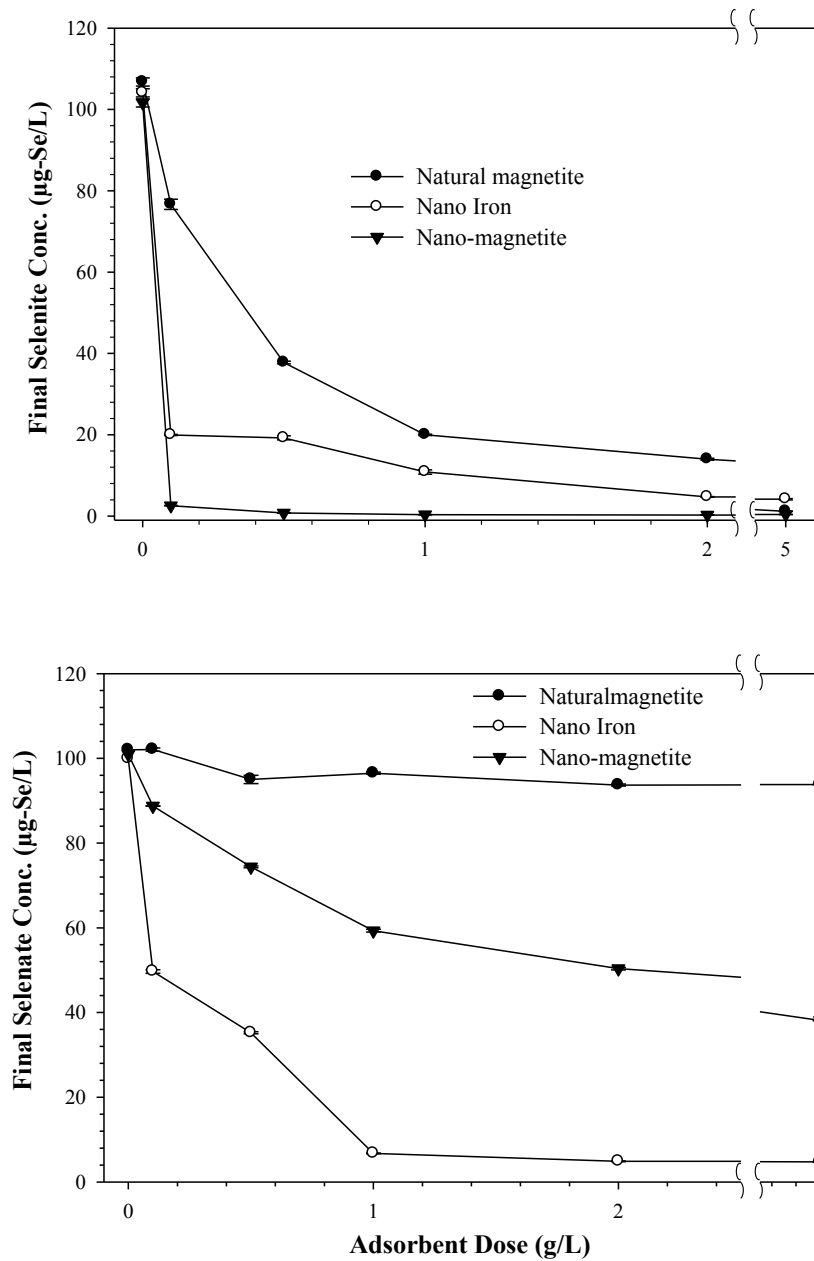 120
100
80
60
40
20
0
Final Selenite Conc. (µg-Se/L)
Natural magnetite
Nano Iron
Nano-magnetite
0 1 2 5
120
100
80
60
40
20
0
Final Selenate Conc. (µg-Se/L)
Naturalmagnetite
Nano Iron
Nano-magnetite
0 1 2
Adsorbent Dose (g/L)